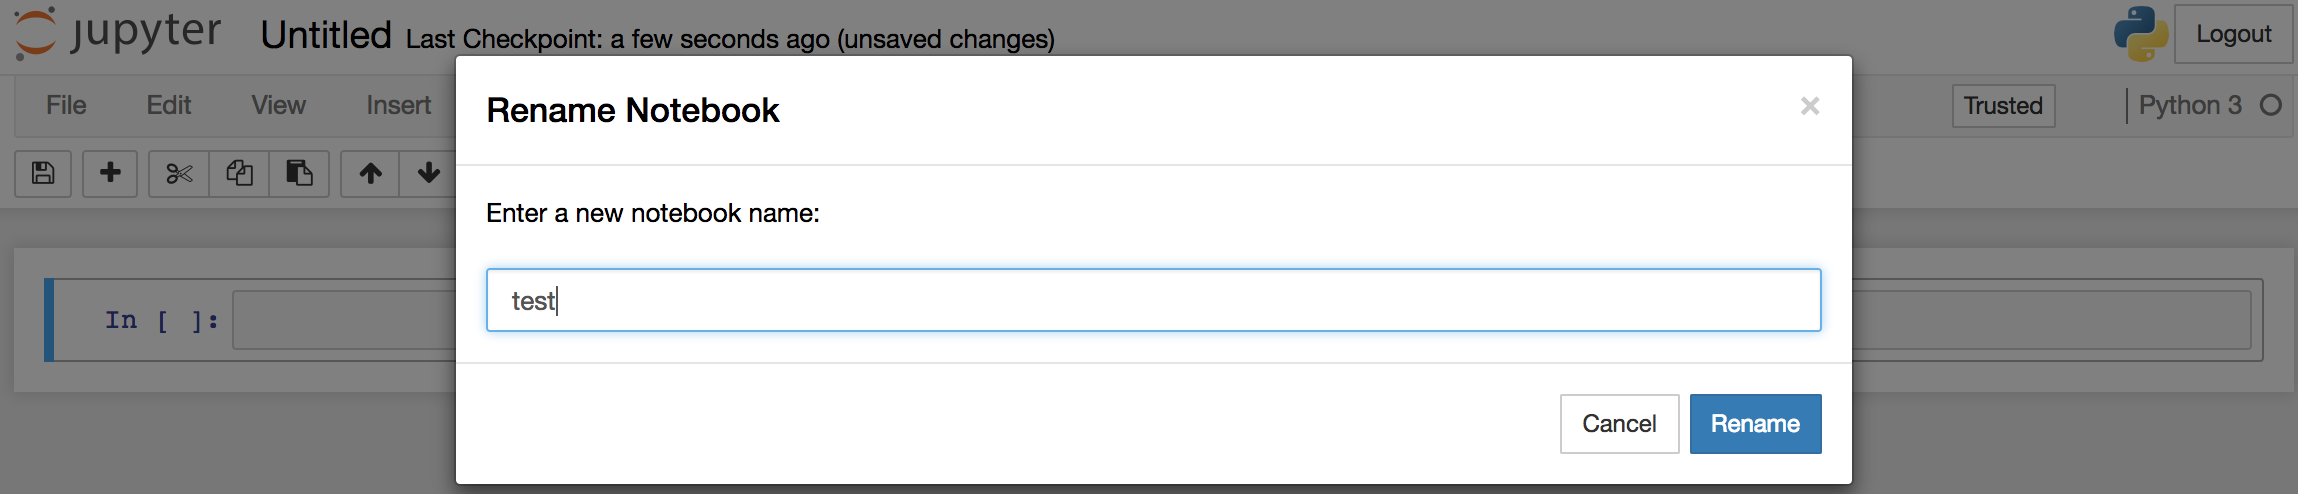 jupyter Untitled Last Checkpoint: a few seconds ago (unsaved changes) Logout
File Edit View Insert Trusted Python 3
Rename Notebook
Enter a new notebook name:
test
In [ ]:
Cancel Rename